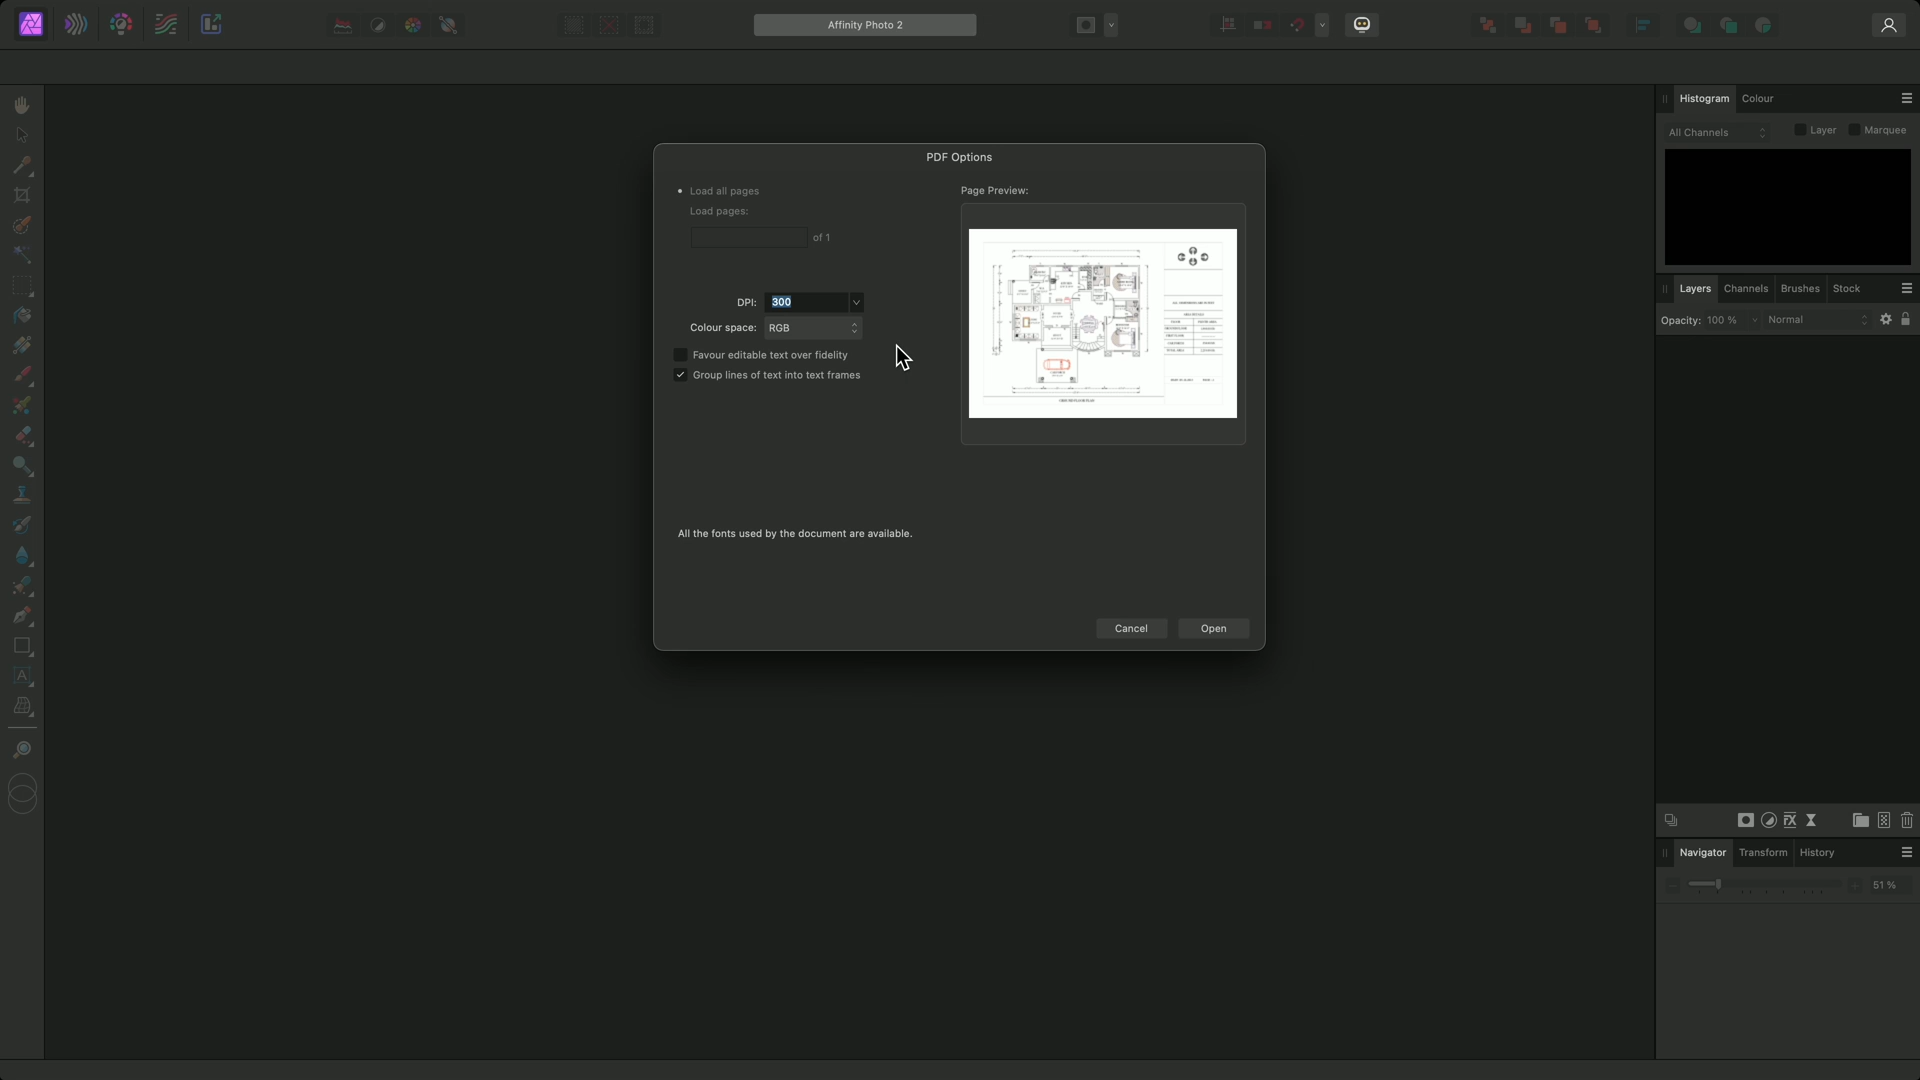 Affinity Photo 2
Histogram
Colour
All Channels
Layer
Marquee
PDF Options
Load all pages
Load pages:
of 1
Page Preview:
DPI:
300
Colour space:
RGB
Favour editable text over fidelity
Group lines of text into text frames
All the fonts used by the document are available.
Cancel
Open
Layers
Channels
Brushes
Stock
Opacity:
100 %
Normal
Navigator
Transform
History
51 %